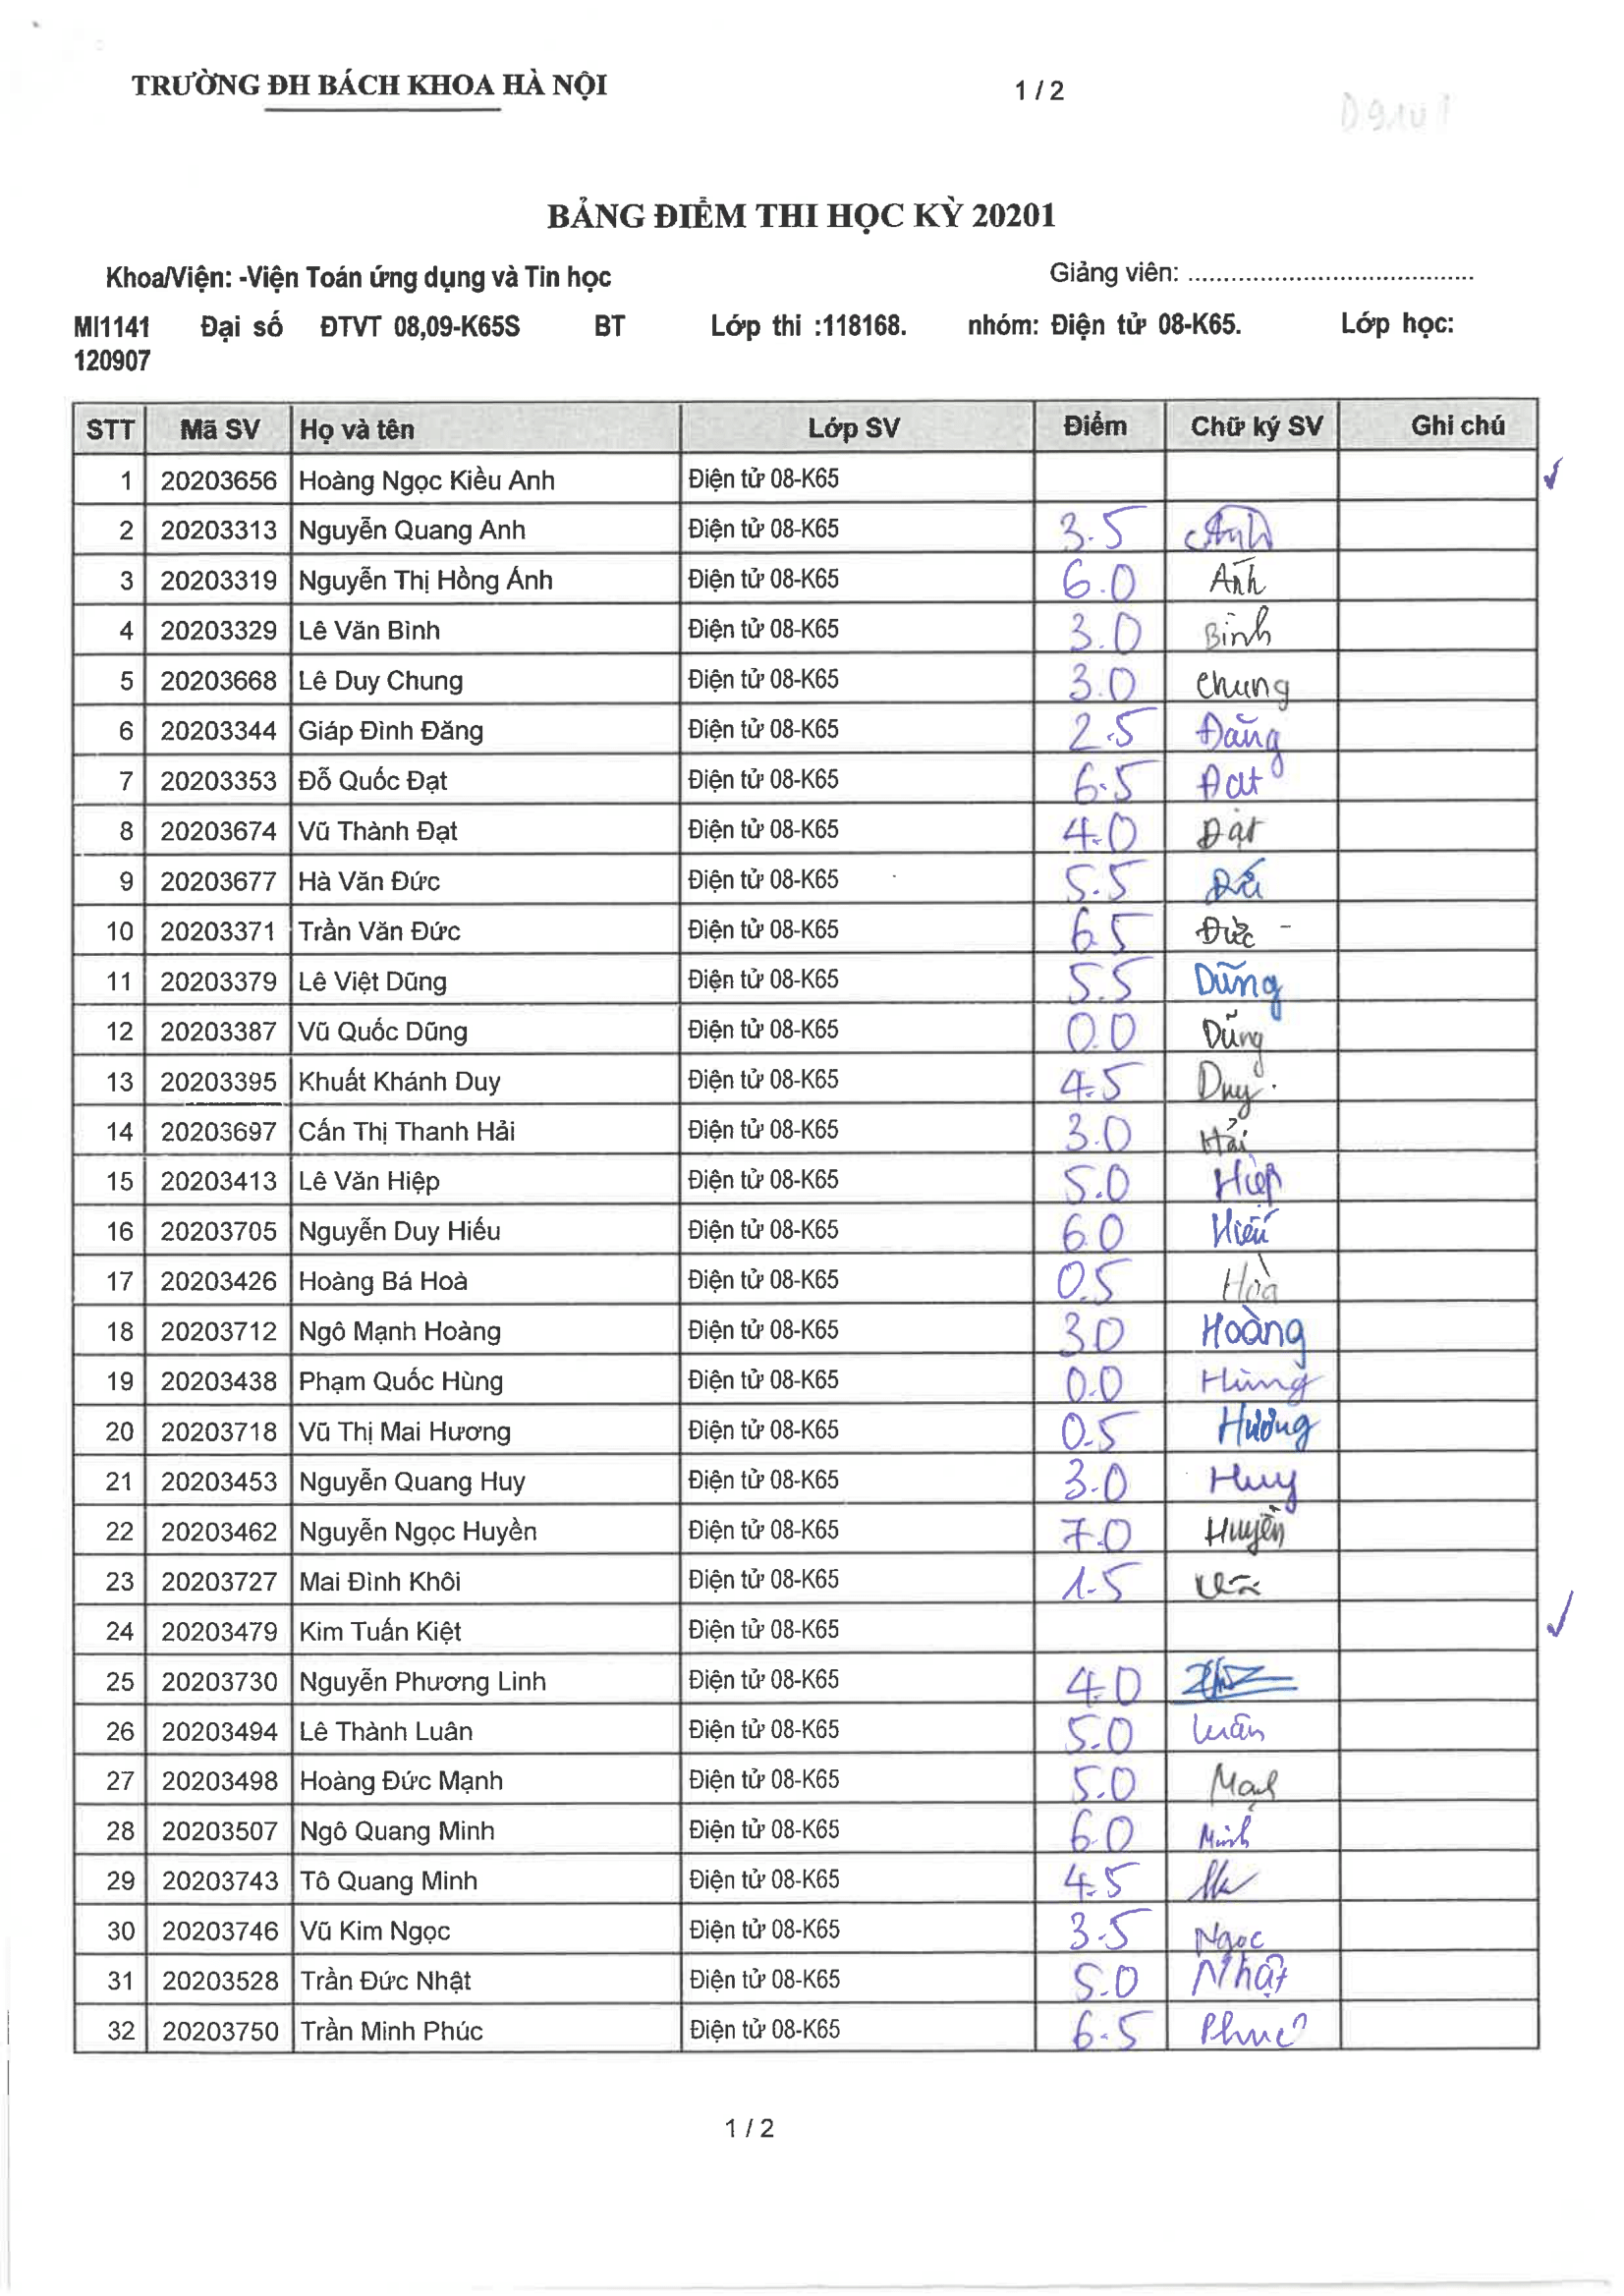 TRƯỜNG ĐH BÁCH KHOA HÀ NỘI 1 / 2
BẢNG ĐIỂM THI HỌC KỲ 20201
Khoa/Viện: -Viện Toán ứng dụng và Tin học Giảng viên: ........................................
MI1141 Đại số ĐTVT 08,09-K65S BT Lớp thi :118168. nhóm: Điện tử 08-K65. Lớp học:
120907
STT Mã SV Họ và tên Lớp SV Điểm Chữ ký SV Ghi chú
1 20203656 Hoàng Ngọc Kiều Anh Điện tử 08-K65 ✓
2 20203313 Nguyễn Quang Anh Điện tử 08-K65 3.5 Anh
3 20203319 Nguyễn Thị Hồng Ánh Điện tử 08-K65 6.0 Ánh
4 20203329 Lê Văn Bình Điện tử 08-K65 3.0 Bình
5 20203668 Lê Duy Chung Điện tử 08-K65 3.0 Chung
6 20203344 Giáp Đình Đăng Điện tử 08-K65 2.5 Đăng
7 20203353 Đỗ Quốc Đạt Điện tử 08-K65 6.5 Đạt
8 20203674 Vũ Thành Đạt Điện tử 08-K65 4.0 Đạt
9 20203677 Hà Văn Đức Điện tử 08-K65 5.5
10 20203371 Trần Văn Đức Điện tử 08-K65 6.5 Đức
11 20203379 Lê Việt Dũng Điện tử 08-K65 5.5 Dũng
12 20203387 Vũ Quốc Dũng Điện tử 08-K65 0.0 Dũng
13 20203395 Khuất Khánh Duy Điện tử 08-K65 4.5 Duy
14 20203697 Cấn Thị Thanh Hải Điện tử 08-K65 3.0 Hải
15 20203413 Lê Văn Hiệp Điện tử 08-K65 5.0 Hiệp
16 20203705 Nguyễn Duy Hiếu Điện tử 08-K65 6.0 Hiếu
17 20203426 Hoàng Bá Hoà Điện tử 08-K65 0.5 Hoà
18 20203712 Ngô Mạnh Hoàng Điện tử 08-K65 3.0 Hoàng
19 20203438 Phạm Quốc Hùng Điện tử 08-K65 0.0 Hùng
20 20203718 Vũ Thị Mai Hương Điện tử 08-K65 0.5 Hương
21 20203453 Nguyễn Quang Huy Điện tử 08-K65 3.0 Huy
22 20203462 Nguyễn Ngọc Huyền Điện tử 08-K65 7.0 Huyền
23 20203727 Mai Đình Khôi Điện tử 08-K65 1.5
24 20203479 Kim Tuấn Kiệt Điện tử 08-K65 ✓
25 20203730 Nguyễn Phương Linh Điện tử 08-K65 4.0
26 20203494 Lê Thành Luân Điện tử 08-K65 5.0 Luân
27 20203498 Hoàng Đức Mạnh Điện tử 08-K65 5.0 Mạnh
28 20203507 Ngô Quang Minh Điện tử 08-K65 6.0 Minh
29 20203743 Tô Quang Minh Điện tử 08-K65 4.5
30 20203746 Vũ Kim Ngọc Điện tử 08-K65 3.5 Ngọc
31 20203528 Trần Đức Nhật Điện tử 08-K65 5.0 Nhật
32 20203750 Trần Minh Phúc Điện tử 08-K65 6.5 Phúc
1 / 2